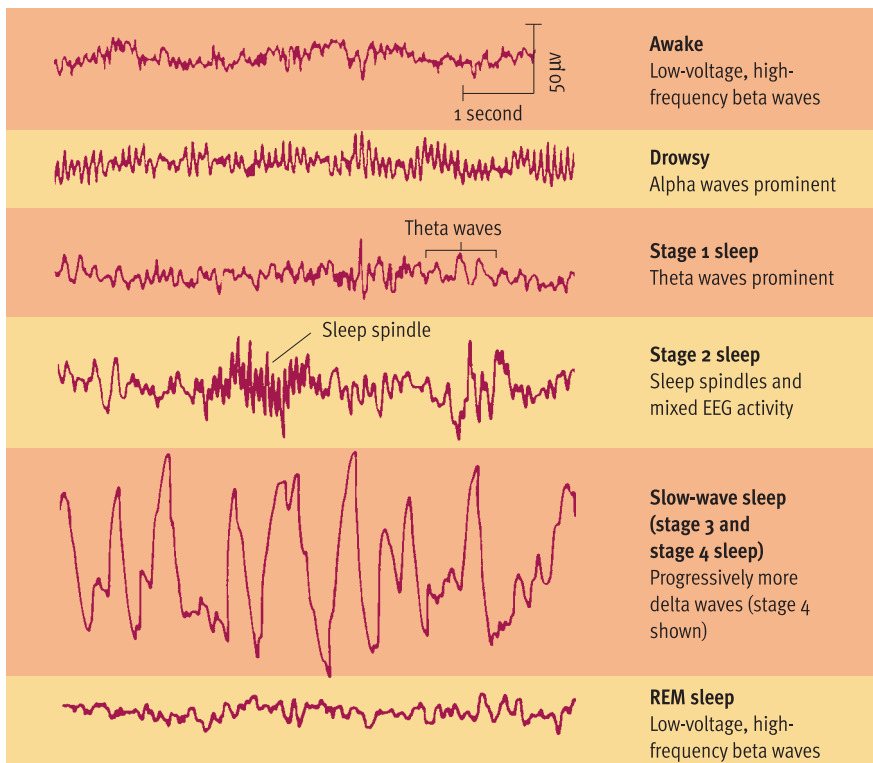 Awake
Low-voltage, high-
frequency beta waves
50 μv
1 second
Drowsy
Alpha waves prominent
Theta waves
Stage 1 sleep
Theta waves prominent
Sleep spindle
Stage 2 sleep
Sleep spindles and
mixed EEG activity
Slow-wave sleep
(stage 3 and
stage 4 sleep)
Progressively more
delta waves (stage 4
shown)
REM sleep
Low-voltage, high-
frequency beta waves